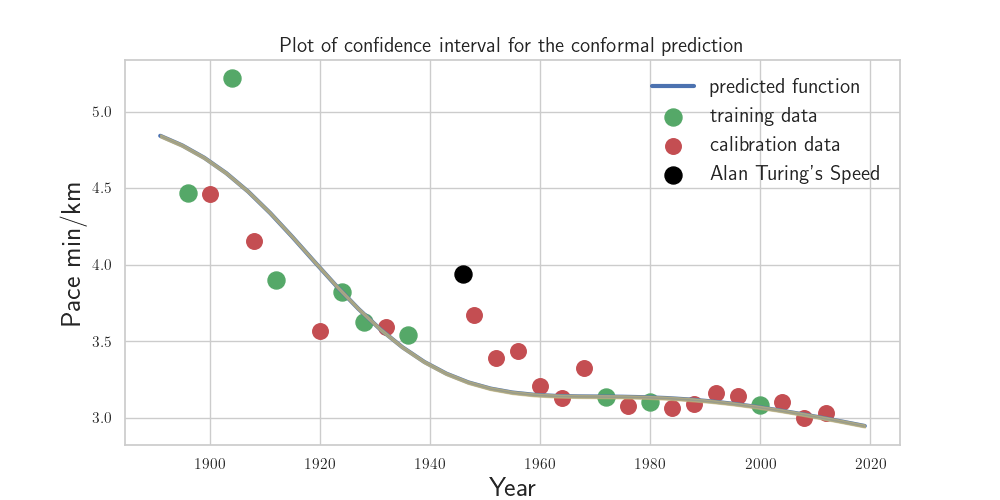 Plot of confidence interval for the conformal prediction
predicted function
training data
calibration data
Alan Turing's Speed
Pace min/km
5.0
4.5
4.0
3.5
3.0
1900 1920 1940 1960 1980 2000 2020
Year